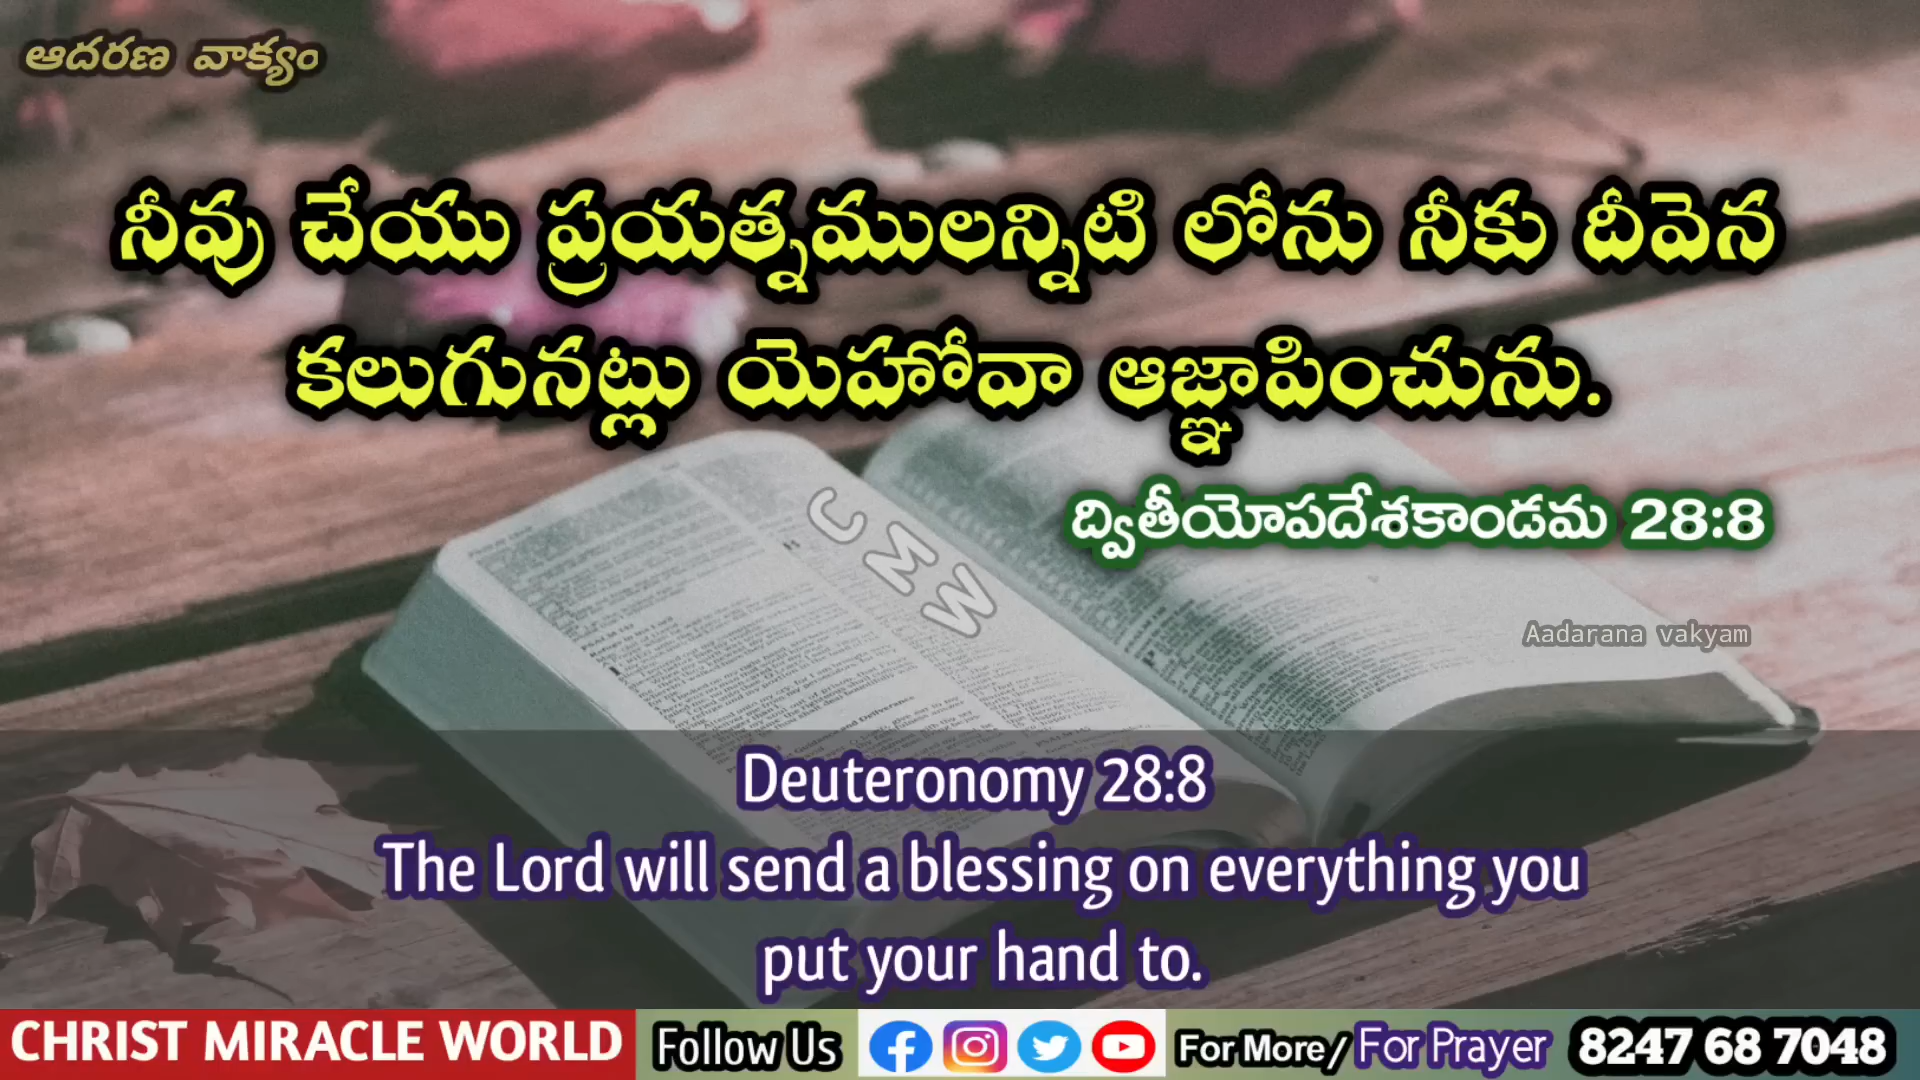 ఆదరణ వాక్యం
నీవు చేయు ప్రయత్నములన్నిటి లోను నీకు దీవెన
కలుగునట్లు యెహోవా ఆజ్ఞాపించును.
ద్వితీయోపదేశకాండమ 28:8
CMW
Aadarana vakyam
Deuteronomy 28:8
The Lord will send a blessing on everything you
put your hand to.
CHRIST MIRACLE WORLD Follow Us For More/ For Prayer 8247 68 7048